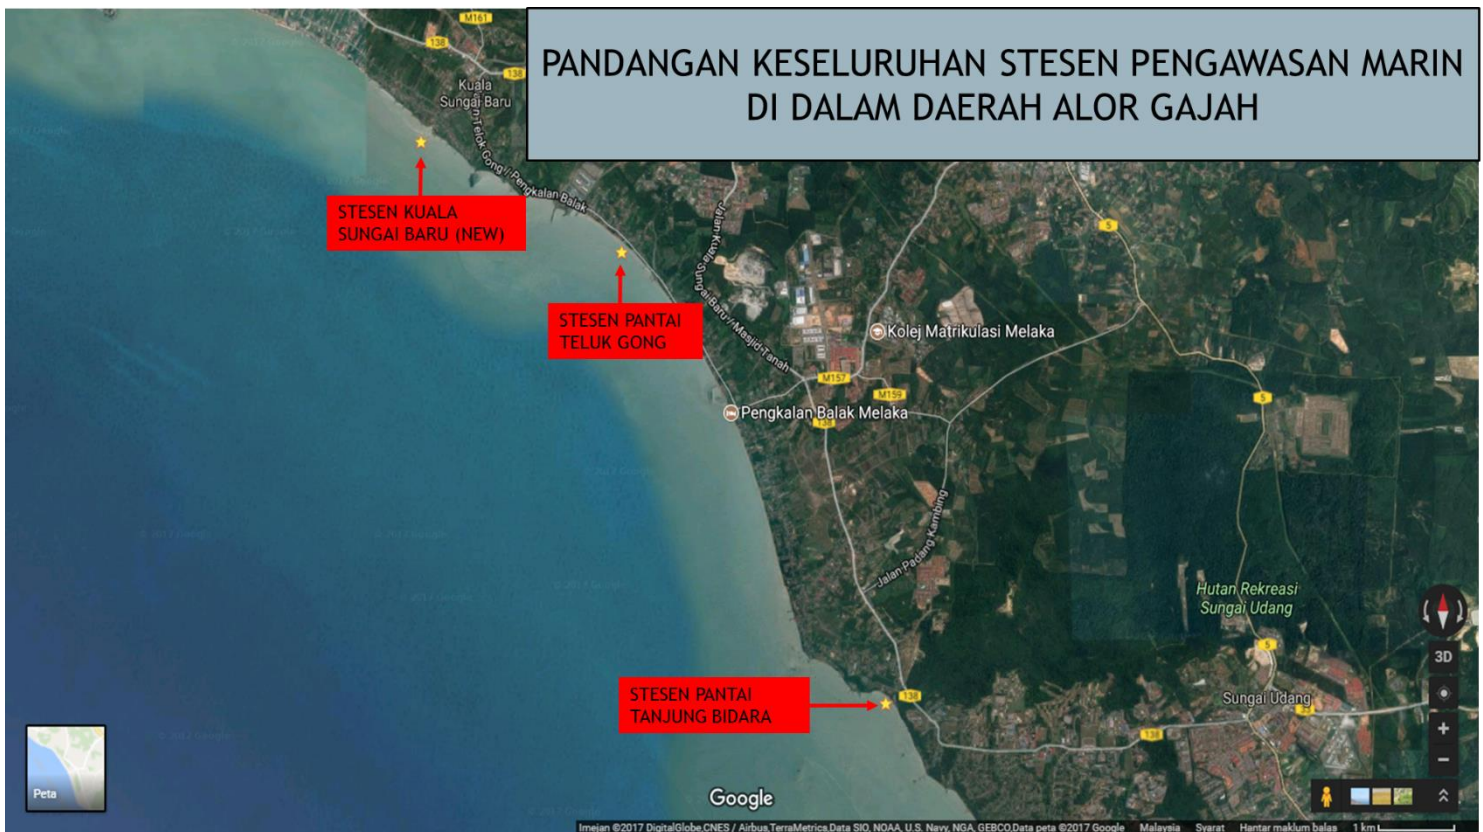 PANDANGAN KESELURUHAN STESEN PENGAWASAN MARIN
DI DALAM DAERAH ALOR GAJAH
M161
138
138
Kuala
Sungai Baru
Telok Gong / Pengkalan Balak
STESEN KUALA
SUNGAI BARU (NEW)
STESEN PANTAI
TELUK GONG
Jalan Kuala Sungai Baru / Masjid Tanah
5
Kolej Matrikulasi Melaka
M157
M159
5
Pengkalan Balak Melaka
138
Jalan Padang Kambing
Hutan Rekreasi
Sungai Udang
5
3D
STESEN PANTAI
TANJUNG BIDARA
138
Sungai Udang
138
Peta
Google
Imejan ©2017 DigitalGlobe,CNES / Airbus,TerraMetrics,Data SIO, NOAA, U.S. Navy, NGA, GEBCO,Data peta ©2017 Google Malaysia Syarat Hantar maklum balas 1 km